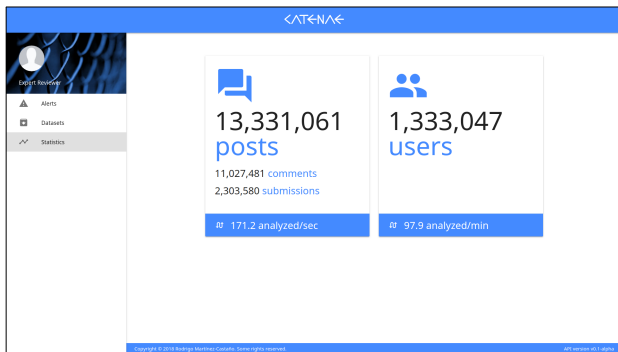 CATENAE
Expert Reviewer
Alerts
Datasets
Statistics
13,331,061
posts
11,027,481 comments
2,303,580 submissions
171.2 analyzed/sec
1,333,047
users
97.9 analyzed/min
Copyright © 2018 Rodrigo Martínez-Castaño. Some rights reserved.
API version v0.1-alpha